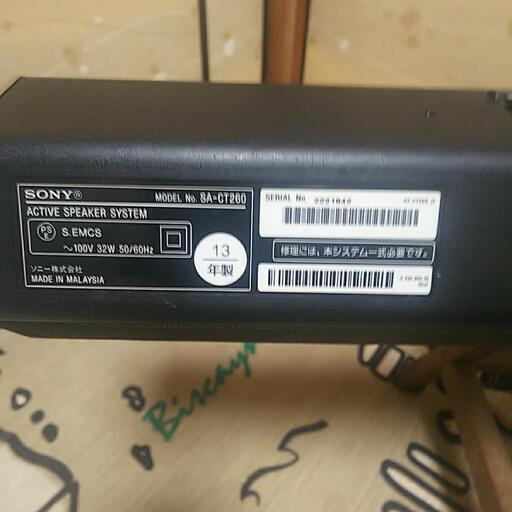 SONY® MODEL No. SA-CT260
ACTIVE SPEAKER SYSTEM
PS E S.EMCS
～100V 32W 50/60Hz
ソニー株式会社
MADE IN MALAYSIA
13
年製
SERIAL No.
修理には、本システム一式必要です。
Biscay